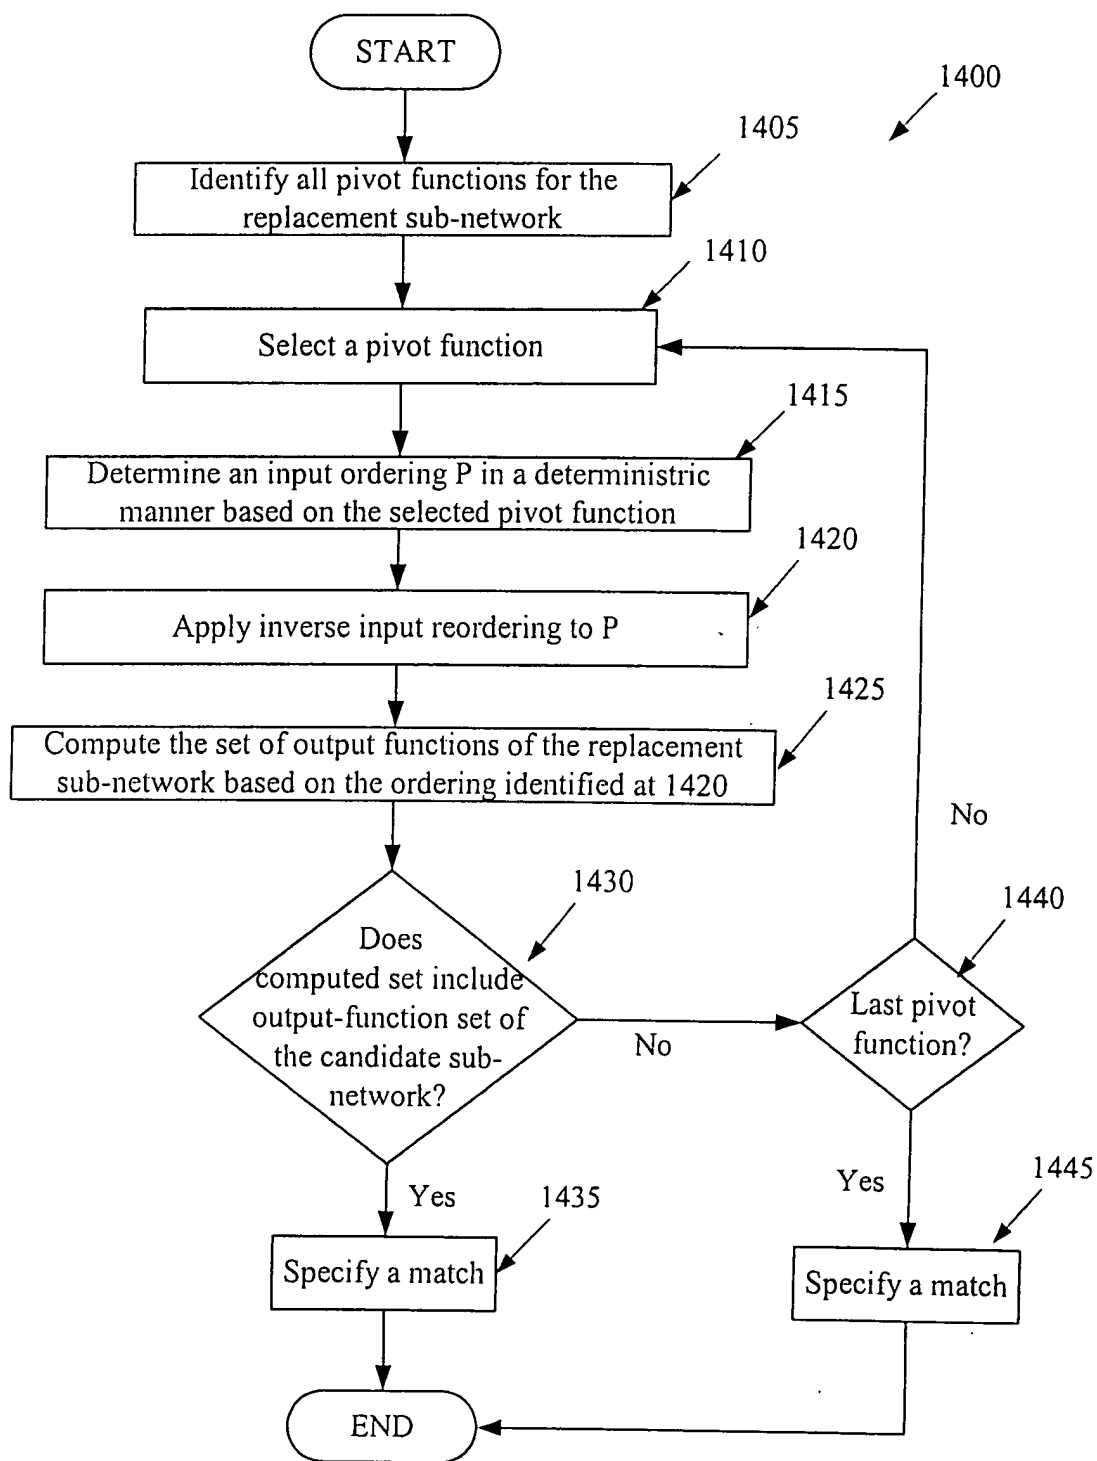 START
1400
1405
Identify all pivot functions for the
replacement sub-network
1410
Select a pivot function
1415
Determine an input ordering P in a deterministric
manner based on the selected pivot function
1420
Apply inverse input reordering to P
1425
Compute the set of output functions of the replacement
sub-network based on the ordering identified at 1420
No
1430
1440
Does
computed set include
output-function set of
the candidate sub-
network?
No
Last pivot
function?
Yes
1435
Yes
1445
Specify a match
Specify a match
END